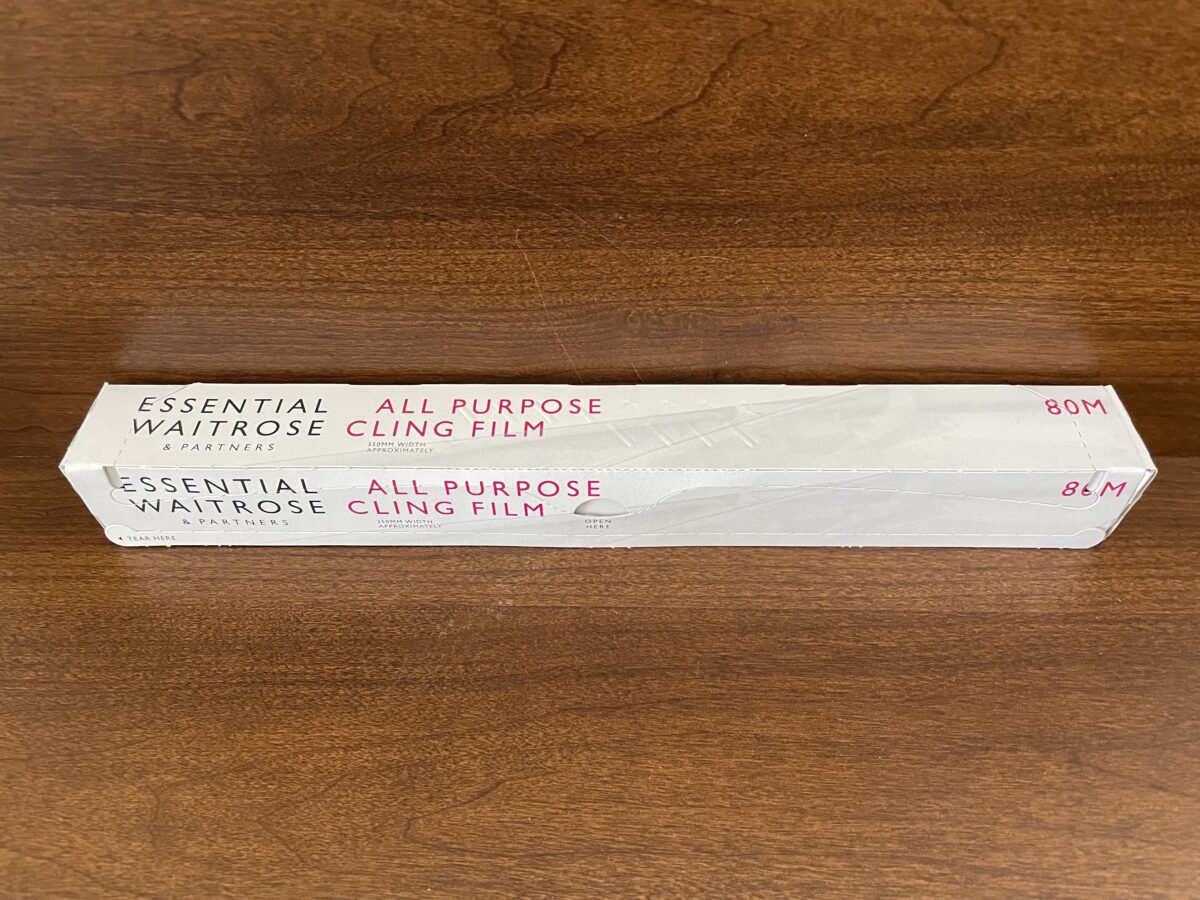 ESSENTIAL
WAITROSE
& PARTNERS
ALL PURPOSE
CLING FILM
350MM WIDTH
APPROXIMATELY
80M
ESSENTIAL
WAITROSE
& PARTNERS
ALL PURPOSE
CLING FILM
350MM WIDTH
APPROXIMATELY
OPEN
HERE
80M
TEAR HERE